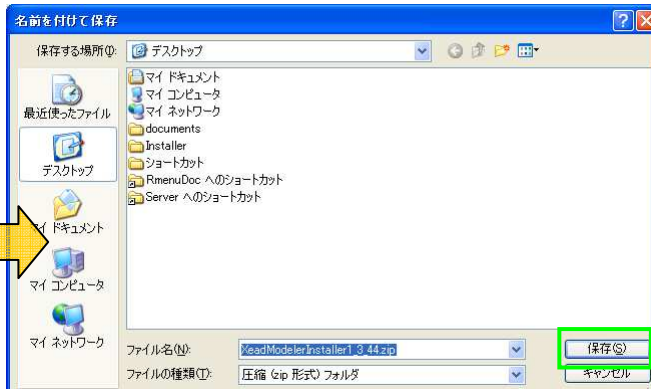 名前を付けて保存
保存する場所(I):
デスクトップ
最近使ったファイル
デスクトップ
マイ ドキュメント
マイ コンピュータ
マイ ネットワーク
マイ ドキュメント
マイ コンピュータ
マイ ネットワーク
documents
Installer
ショートカット
RmenuDoc へのショートカット
Server へのショートカット
ファイル名(N):
XeadModelerInstaller1_3_44.zip
保存(S)
ファイルの種類(T):
圧縮 (zip 形式) フォルダ
キャンセル